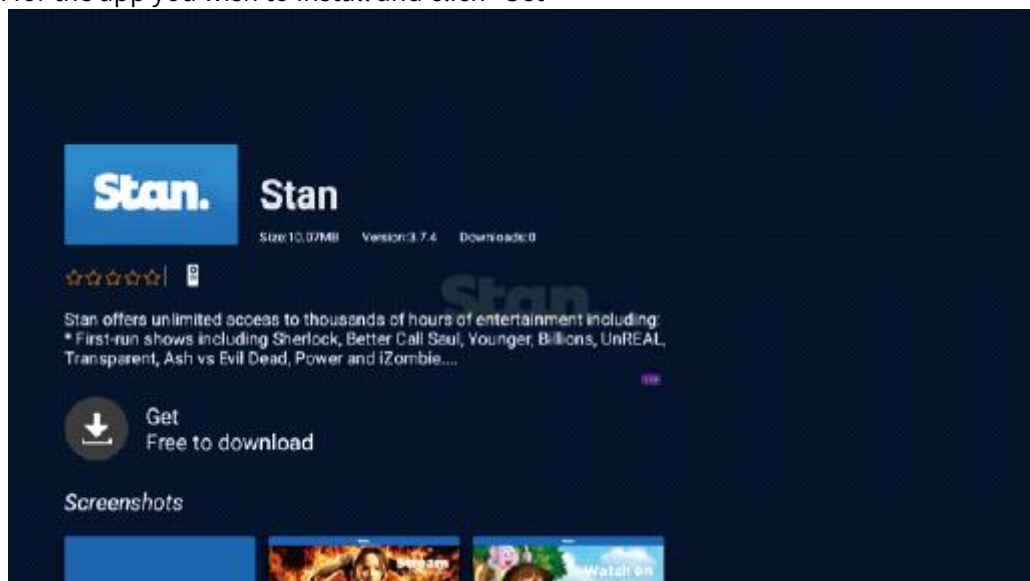 for the app you wish to install and click "Get"
Stan.
Stan
Size:10.07MB Version:3.7.4 Downloads:0
Stan
Stan offers unlimited access to thousands of hours of entertainment including:
* First-run shows including Sherlock, Better Call Saul, Younger, Billions, UnREAL,
Transparent, Ash vs Evil Dead, Power and iZombie....
Get
Free to download
Screenshots
Stream
Watch on